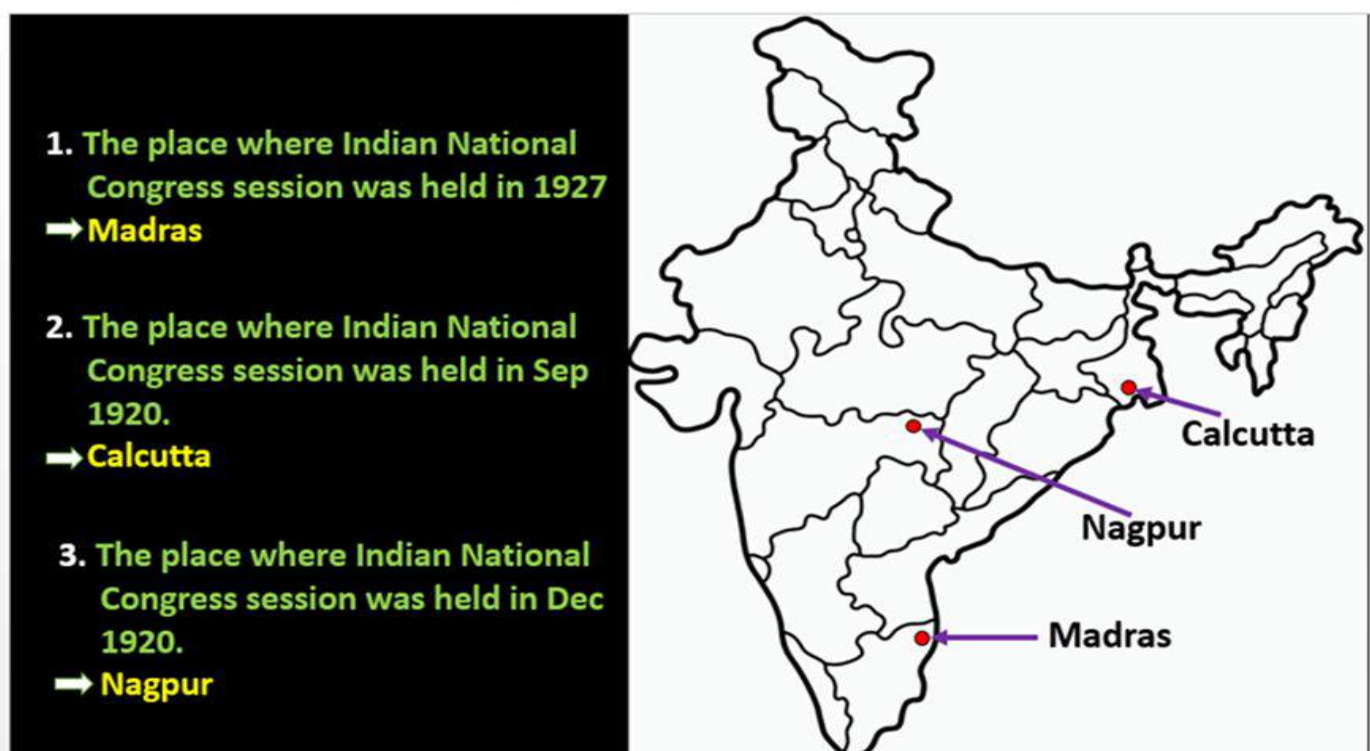 1. The place where Indian National
Congress session was held in 1927
Madras
2. The place where Indian National
Congress session was held in Sep
1920.
Calcutta
3. The place where Indian National
Congress session was held in Dec
1920.
Nagpur
Calcutta
Nagpur
Madras